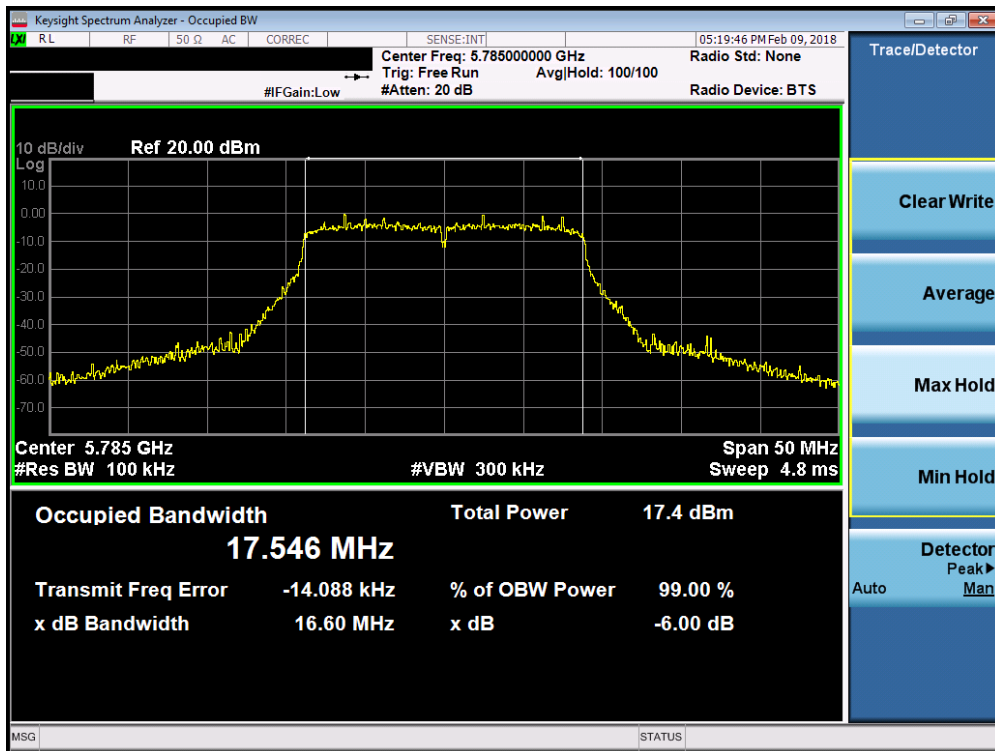 Keysight Spectrum Analyzer - Occupied BW
LXI RL RF 50 Ω AC CORREC SENSE:INT 05:19:46 PM Feb 09, 2018
Center Freq: 5.785000000 GHz Radio Std: None
Trig: Free Run Avg|Hold: 100/100
#IFGain:Low #Atten: 20 dB Radio Device: BTS
10 dB/div Ref 20.00 dBm
Log
10.0
0.00
-10.0
-20.0
-30.0
-40.0
-50.0
-60.0
-70.0
Center 5.785 GHz Span 50 MHz
#Res BW 100 kHz #VBW 300 kHz Sweep 4.8 ms
Occupied Bandwidth Total Power 17.4 dBm
17.546 MHz
Transmit Freq Error -14.088 kHz % of OBW Power 99.00 %
x dB Bandwidth 16.60 MHz x dB -6.00 dB
Trace/Detector
Clear Write
Average
Max Hold
Min Hold
Detector
Peak▶
Auto Man
MSG STATUS